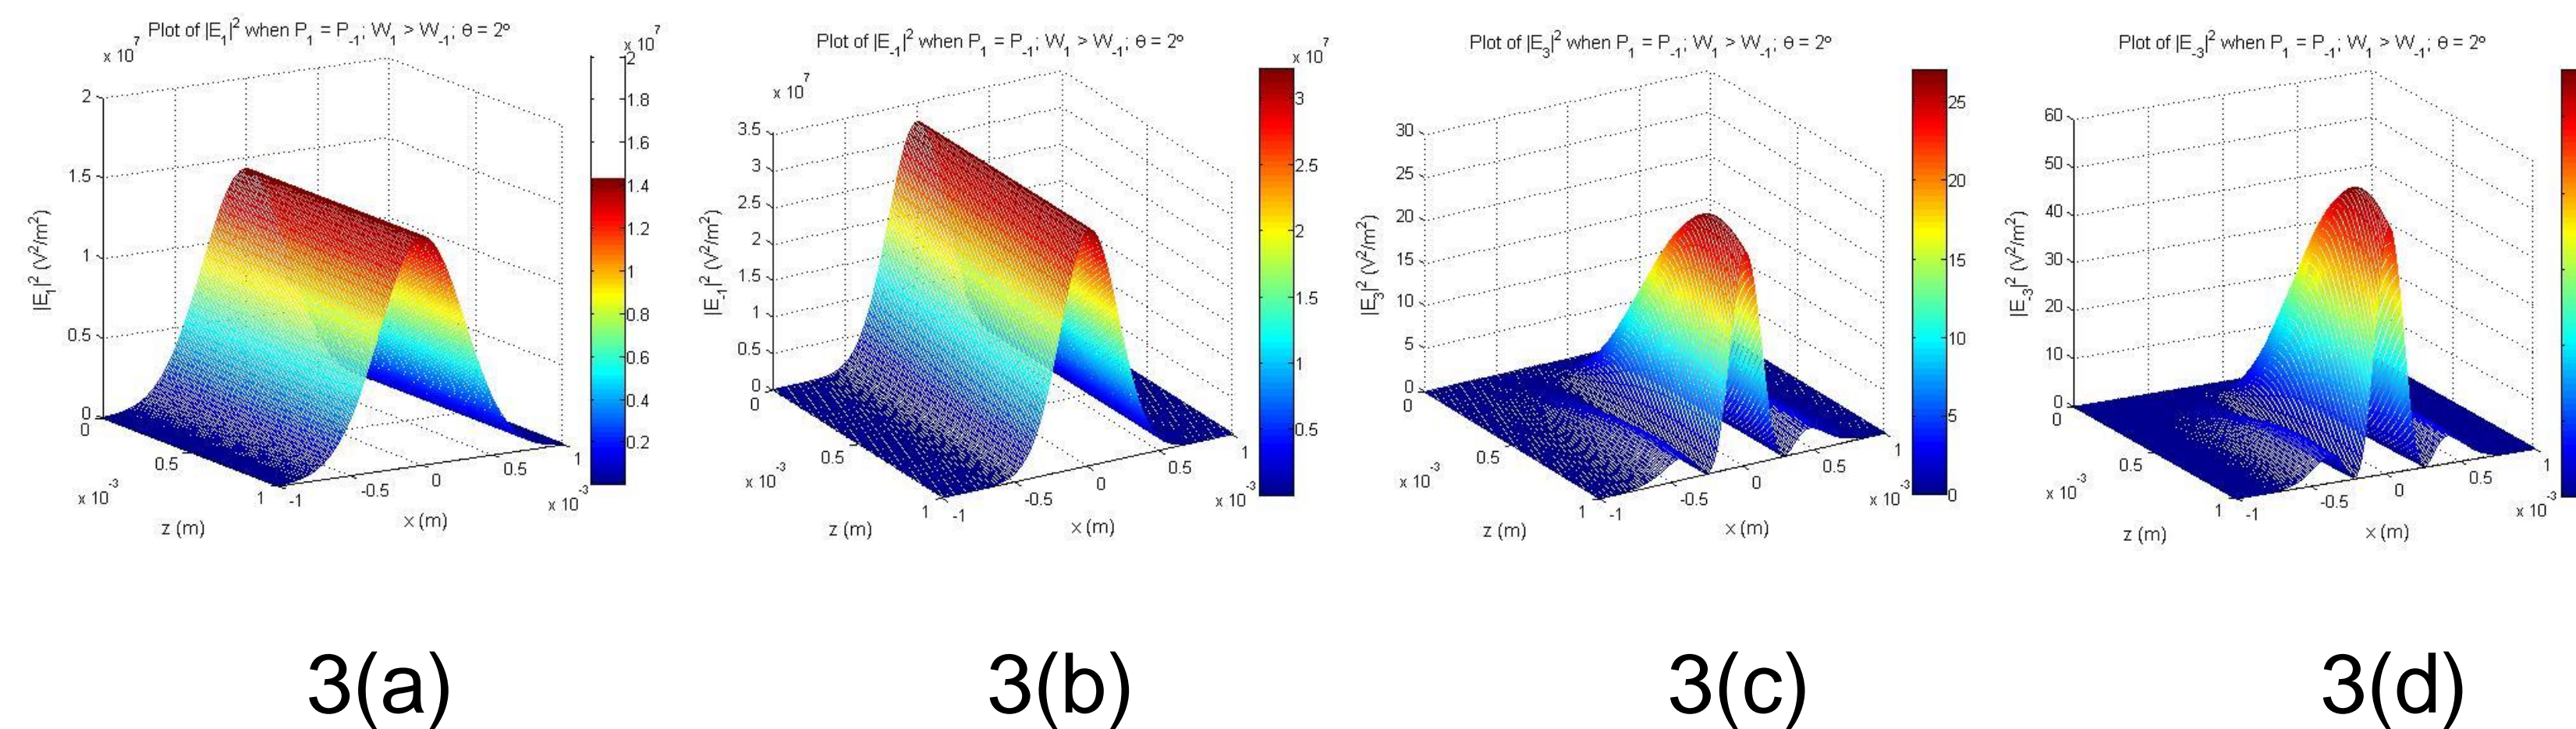 Plot of |E1|2 when P1 = P-1; W1 > W-1; θ = 2º
x 10^7
x 10^7
2
1.5
1
0.5
0
|E1|2 (V2/m2)
0
0.5
1
x 10^-3
z (m)
-1
-0.5
0
0.5
1
x 10^-3
x (m)
2
1.8
1.6
1.4
1.2
1
0.8
0.6
0.4
0.2
3(a)
Plot of |E-1|2 when P1 = P-1; W1 > W-1; θ = 2º
x 10^7
x 10^7
3.5
3
2.5
2
1.5
1
0.5
0
|E-1|2 (V2/m2)
0
0.5
1
x 10^-3
z (m)
-1
-0.5
0
0.5
1
x 10^-3
x (m)
3
2.5
2
1.5
1
0.5
3(b)
Plot of |E3|2 when P1 = P-1; W1 > W-1; θ = 2º
30
25
20
15
10
5
0
|E3|2 (V2/m2)
0
0.5
1
x 10^-3
z (m)
-1
-0.5
0
0.5
1
x 10^-3
x (m)
25
20
15
10
5
0
3(c)
Plot of |E-3|2 when P1 = P-1; W1 > W-1; θ = 2º
60
50
40
30
20
10
0
|E-3|2 (V2/m2)
0
0.5
1
x 10^-3
z (m)
-1
-0.5
0
0.5
1
x 10^-3
x (m)
3(d)